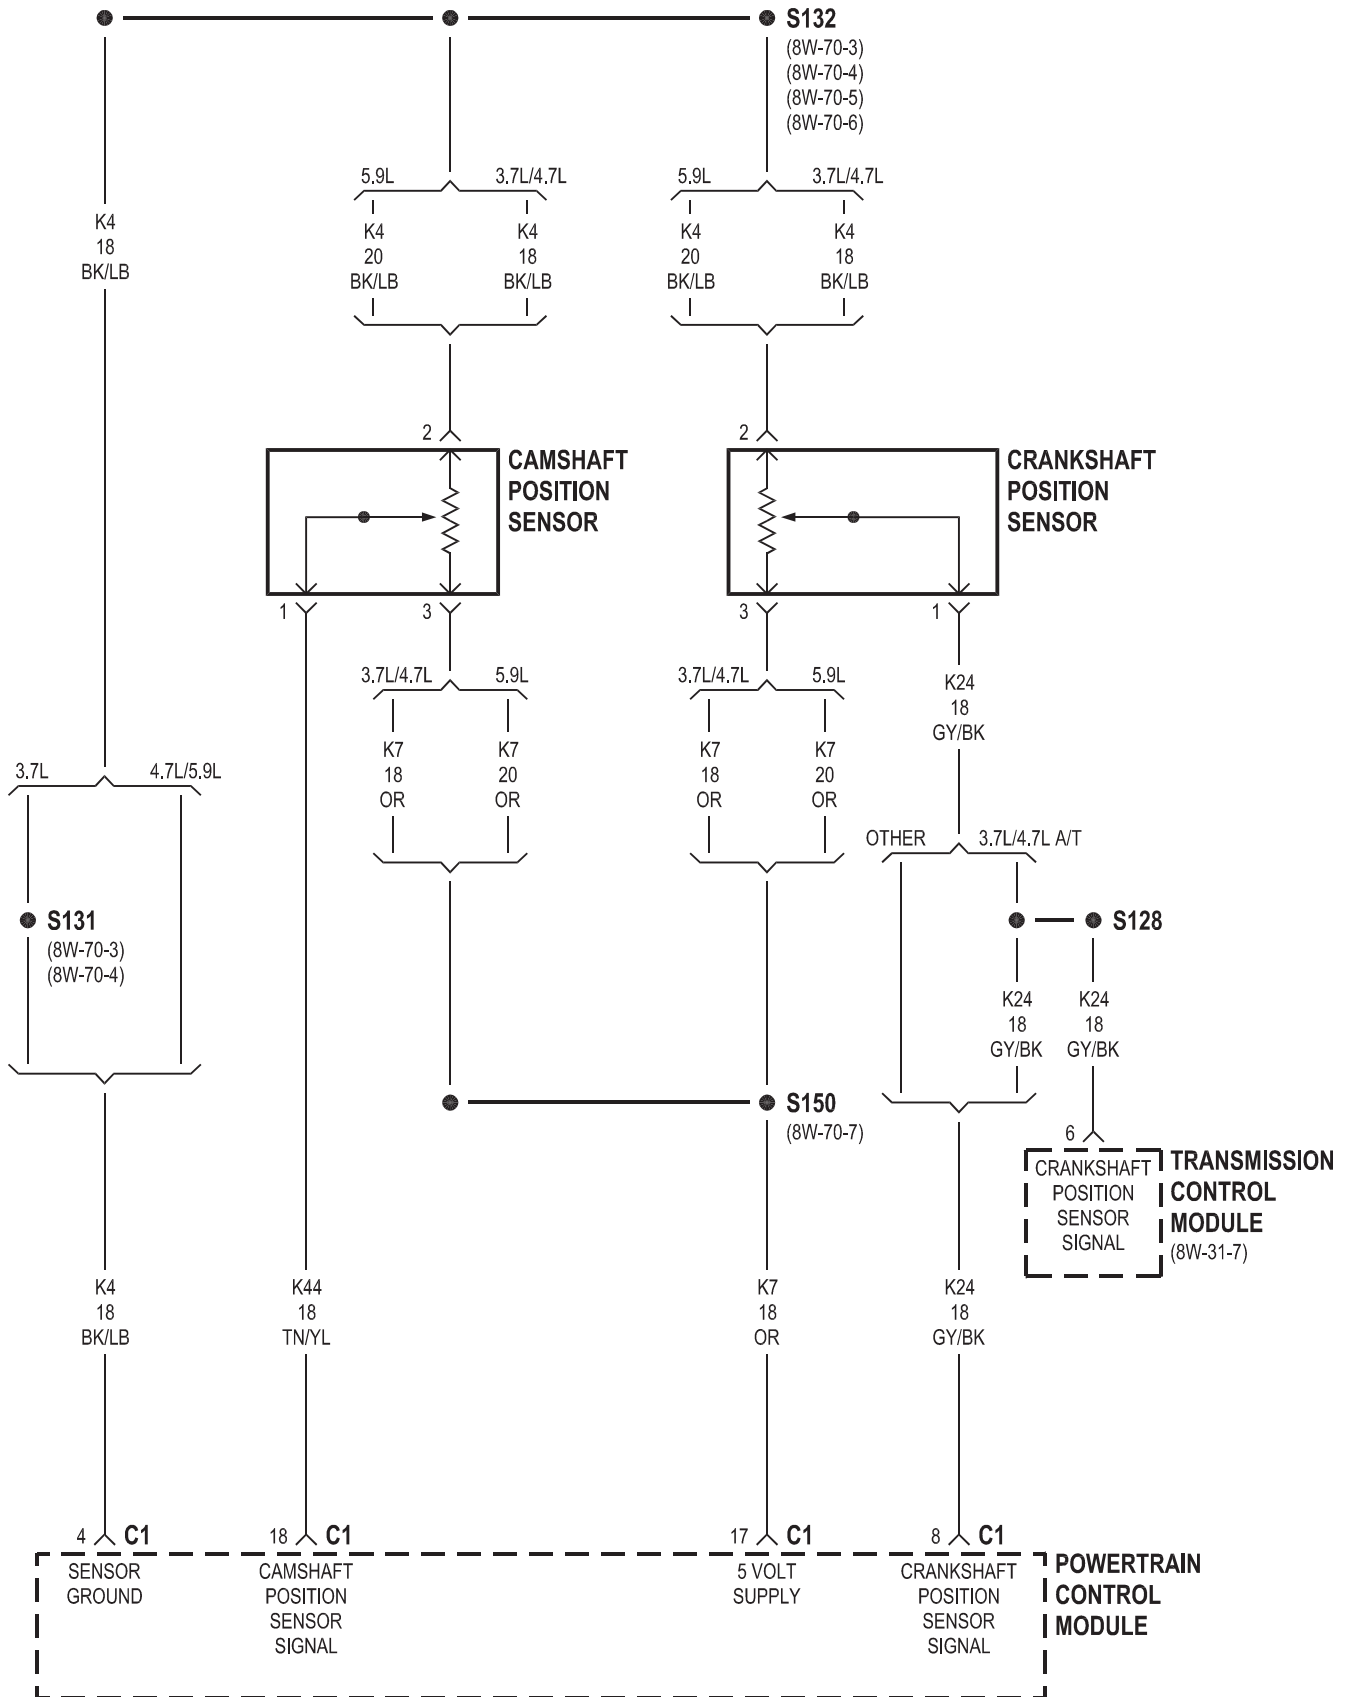 S132
(8W-70-3)
(8W-70-4)
(8W-70-5)
(8W-70-6)
5.9L
3.7L/4.7L
5.9L
3.7L/4.7L
K4
18
BK/LB
K4
20
BK/LB
K4
18
BK/LB
K4
20
BK/LB
K4
18
BK/LB
2
CAMSHAFT
POSITION
SENSOR
1
3
2
CRANKSHAFT
POSITION
SENSOR
3
1
3.7L/4.7L
5.9L
3.7L/4.7L
5.9L
K7
18
OR
K7
20
OR
K7
18
OR
K7
20
OR
K24
18
GY/BK
3.7L
4.7L/5.9L
OTHER
3.7L/4.7L A/T
S131
(8W-70-3)
(8W-70-4)
S128
K24
18
GY/BK
K24
18
GY/BK
S150
(8W-70-7)
6
CRANKSHAFT
POSITION
SENSOR
SIGNAL
TRANSMISSION
CONTROL
MODULE
(8W-31-7)
K4
18
BK/LB
K44
18
TN/YL
K7
18
OR
K24
18
GY/BK
4 C1
18 C1
17 C1
8 C1
SENSOR
GROUND
CAMSHAFT
POSITION
SENSOR
SIGNAL
5 VOLT
SUPPLY
CRANKSHAFT
POSITION
SENSOR
SIGNAL
POWERTRAIN
CONTROL
MODULE